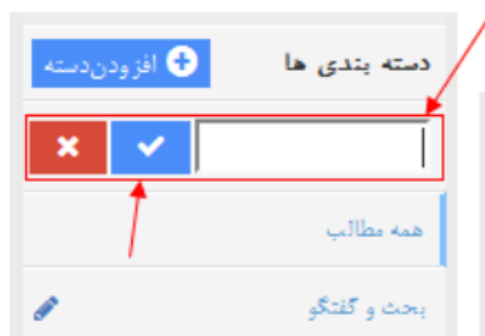 دسته بندی ها
افزودن‌دسته
همه مطالب
بحث و گفتگو